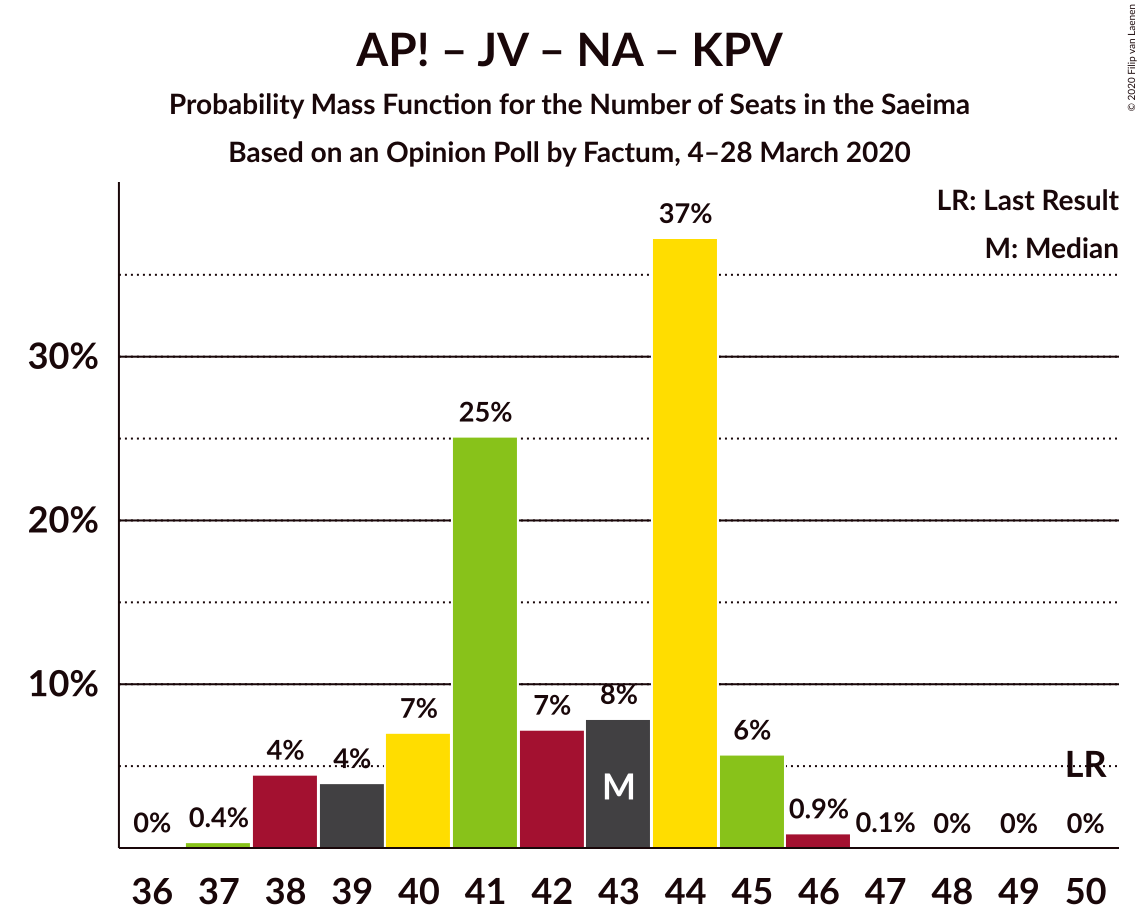 AP! – JV – NA – KPV
Probability Mass Function for the Number of Seats in the Saeima
Based on an Opinion Poll by Factum, 4–28 March 2020
© 2020 Filip van Laenen
LR: Last Result
M: Median
30%
20%
10%
0%
0.4%
4%
4%
7%
25%
7%
8%
37%
6%
0.9%
0.1%
0%
0%
0%
M
LR
36 37 38 39 40 41 42 43 44 45 46 47 48 49 50